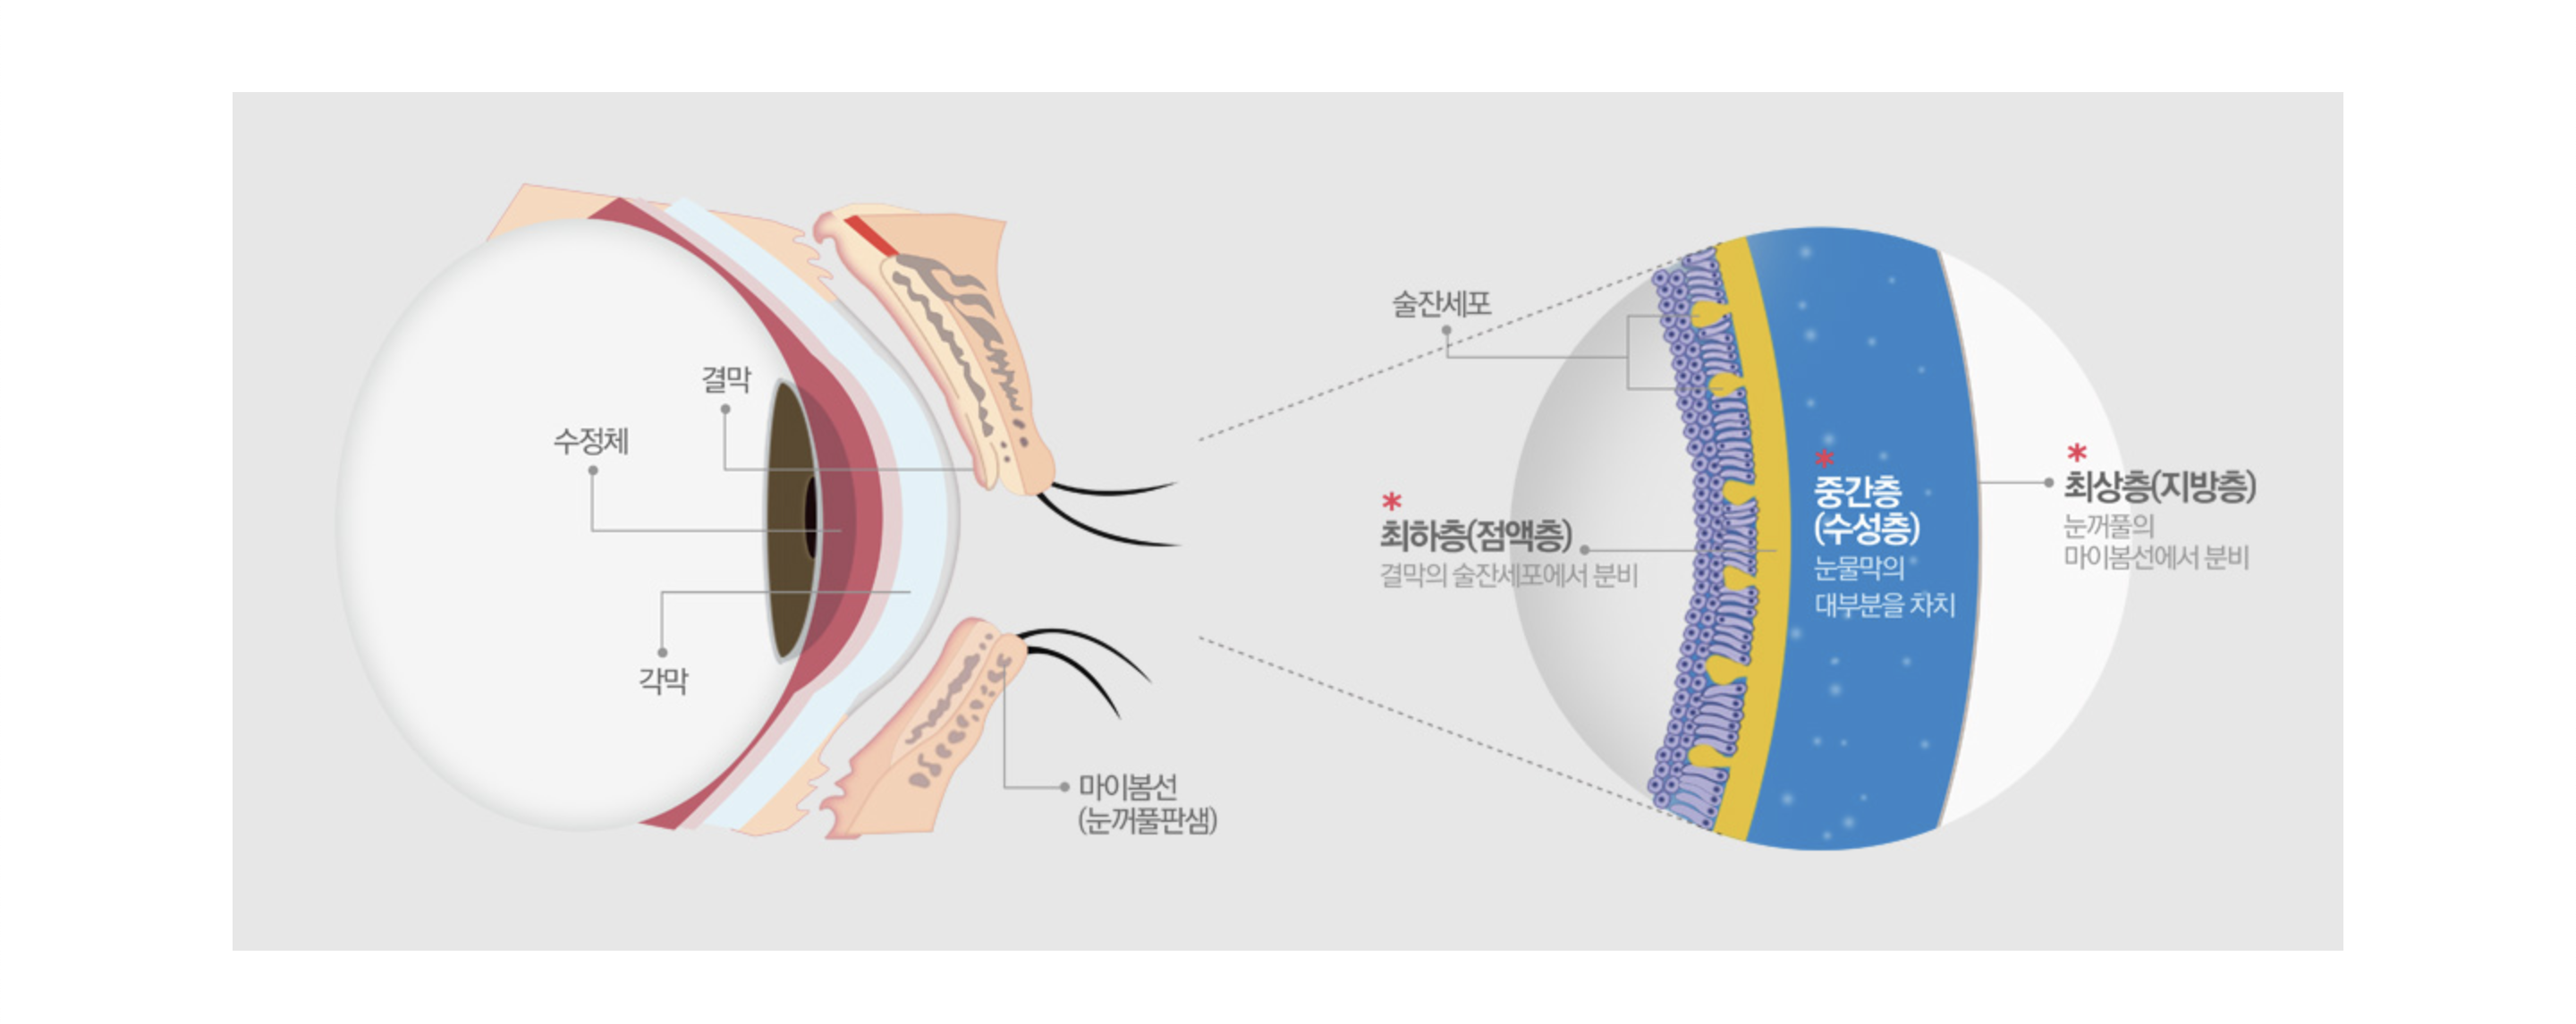 결막
수정체
각막
마이봄선
(눈꺼풀판샘)
술잔세포
*
최하층(점액층)
결막의 술잔세포에서 분비
*
중간층
(수성층)
눈물막의
대부분을 차치
*
최상층(지방층)
눈꺼풀의
마이봄선에서 분비